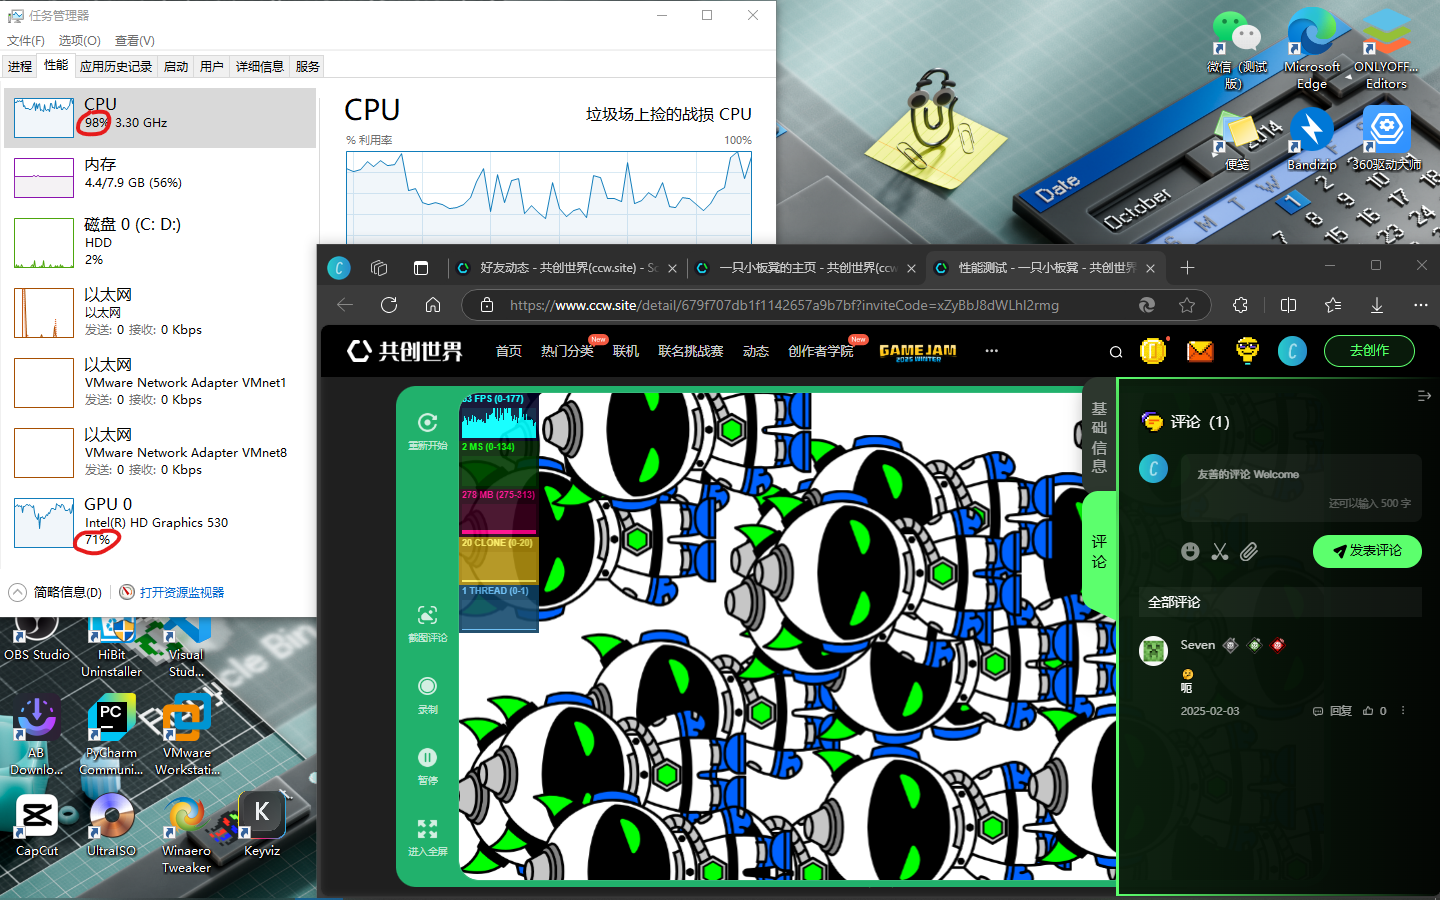 任务管理器
文件(F) 选项(O) 查看(V)
进程 性能 应用历史记录 启动 用户 详细信息 服务
CPU
98% 3.30 GHz
内存
4.4/7.9 GB (56%)
磁盘 0 (C: D:)
HDD
2%
以太网
以太网
发送: 0 接收: 0 Kbps
以太网
VMware Network Adapter VMnet1
发送: 0 接收: 0 Kbps
以太网
VMware Network Adapter VMnet8
发送: 0 接收: 0 Kbps
GPU 0
Intel(R) HD Graphics 530
71%
CPU
垃圾场上捡的战损 CPU
% 利用率
100%
简略信息(D)
打开资源监视器
微信（测试版）
Microsoft Edge
ONLYOFF... Editors
便笺
Bandizip
360驱动大师
Date
2014
October
OBS Studio
HiBit Uninstaller
Visual Stud...
AB Downlo...
PyCharm Communi...
VMware Workstati...
CapCut
UltraISO
Winaero Tweaker
Keyviz
好友动态 - 共创世界(ccw.site) - Sc
一只小板凳的主页 - 共创世界(ccw
性能测试 - 一只小板凳 - 共创世界
https://www.ccw.site/detail/679f707db1f1142657a9b7bf?inviteCode=xZyBbJ8dWLhI2rmg
共创世界
首页 热门分类 New 联机 联名挑战赛 动态 创作者学院 New GAMEJAM 2025 WINTER
去创作
重新开始
截图评论
录制
暂停
进入全屏
63 FPS (0-177)
2 MS (0-134)
278 MB (275-313)
20 CLONE (0-20)
1 THREAD (0-1)
基础信息
评论
评论（1）
友善的评论 Welcome
还可以输入 500 字
发表评论
全部评论
Seven
呃
2025-02-03
回复 0